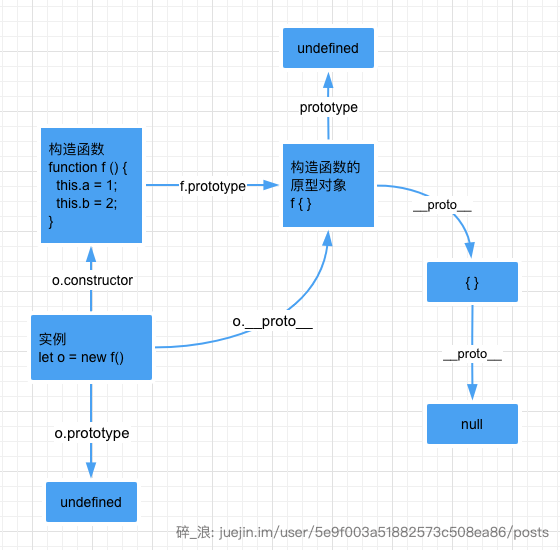 undefined
prototype
构造函数
function f () {
this.a = 1;
this.b = 2;
}
f.prototype
构造函数的
原型对象
f { }
__proto__
o.constructor
{ }
实例
let o = new f()
o.__proto__
__proto__
o.prototype
null
undefined
碎_浪: juejin.im/user/5e9f003a51882573c508ea86/posts